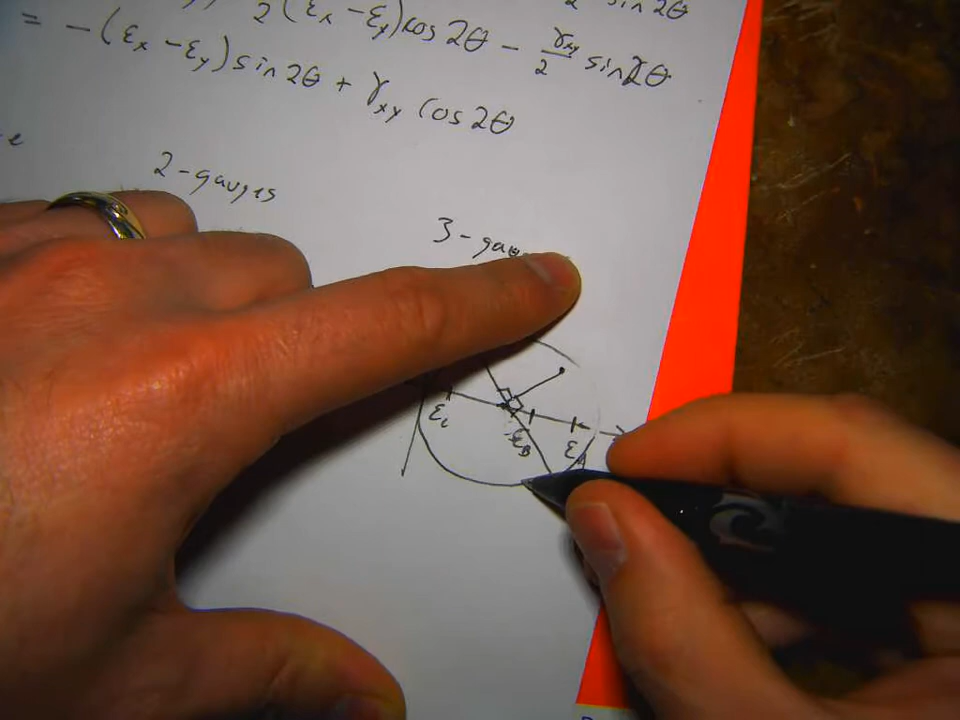 2 (εx - εy) cos 2θ - γxy/2 sin 2θ
= -(εx - εy) sin 2θ + γxy cos 2θ
2-gauges
3-
εc εB εA